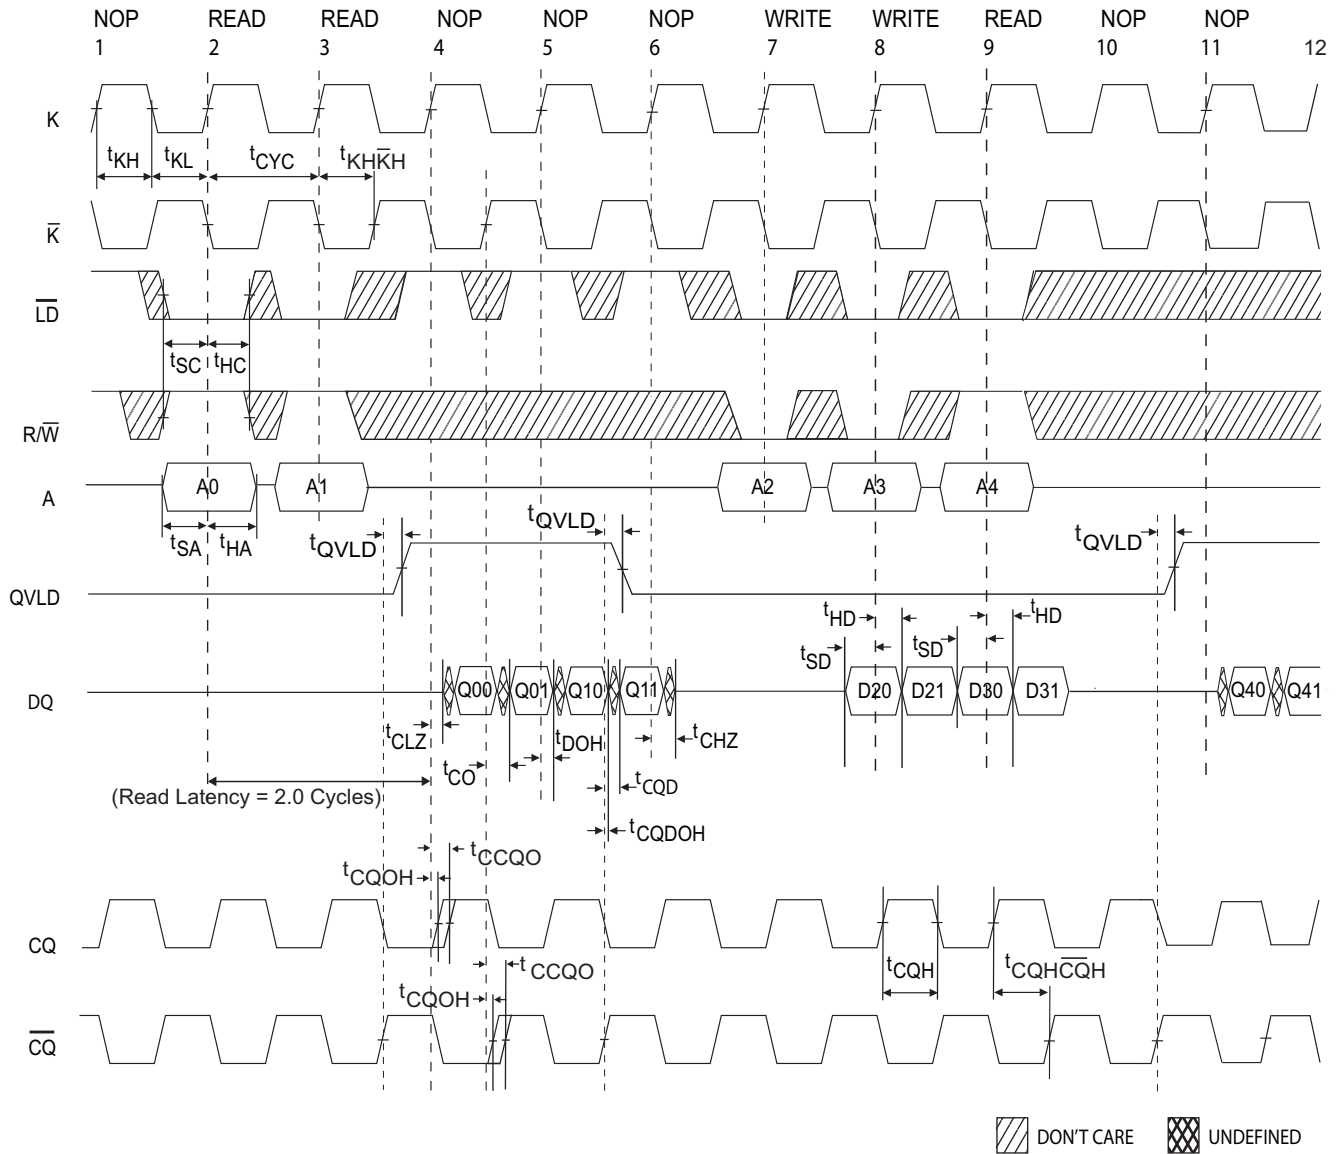 NOP READ READ NOP NOP NOP WRITE WRITE READ NOP NOP
1 2 3 4 5 6 7 8 9 10 11 12
K
tKH tKL tCYC tKHK̅H
K̅
L̅D̅
tSC tHC
R/W̅
A A0 A1 A2 A3 A4
tSA tHA tQVLD tQVLD tQVLD
QVLD
tHD tHD
tSD tSD
DQ Q00 Q01 Q10 Q11 D20 D21 D30 D31 Q40 Q41
tCLZ tDOH tCHZ
tCO tCQD
(Read Latency = 2.0 Cycles)
tCQDOH
tCCQO
tCQOH
CQ
tCQH tCQHC̅Q̅H
tCCQO
tCQOH
C̅Q̅
DON'T CARE UNDEFINED